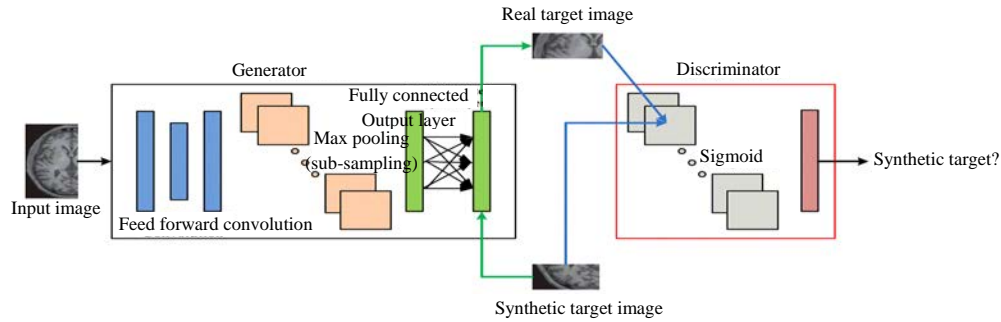 Real target image
Generator
Discriminator
Fully connected
Output layer
Max pooling
(sub-sampling)
Sigmoid
Synthetic target?
Input image
Feed forward convolution
Synthetic target image